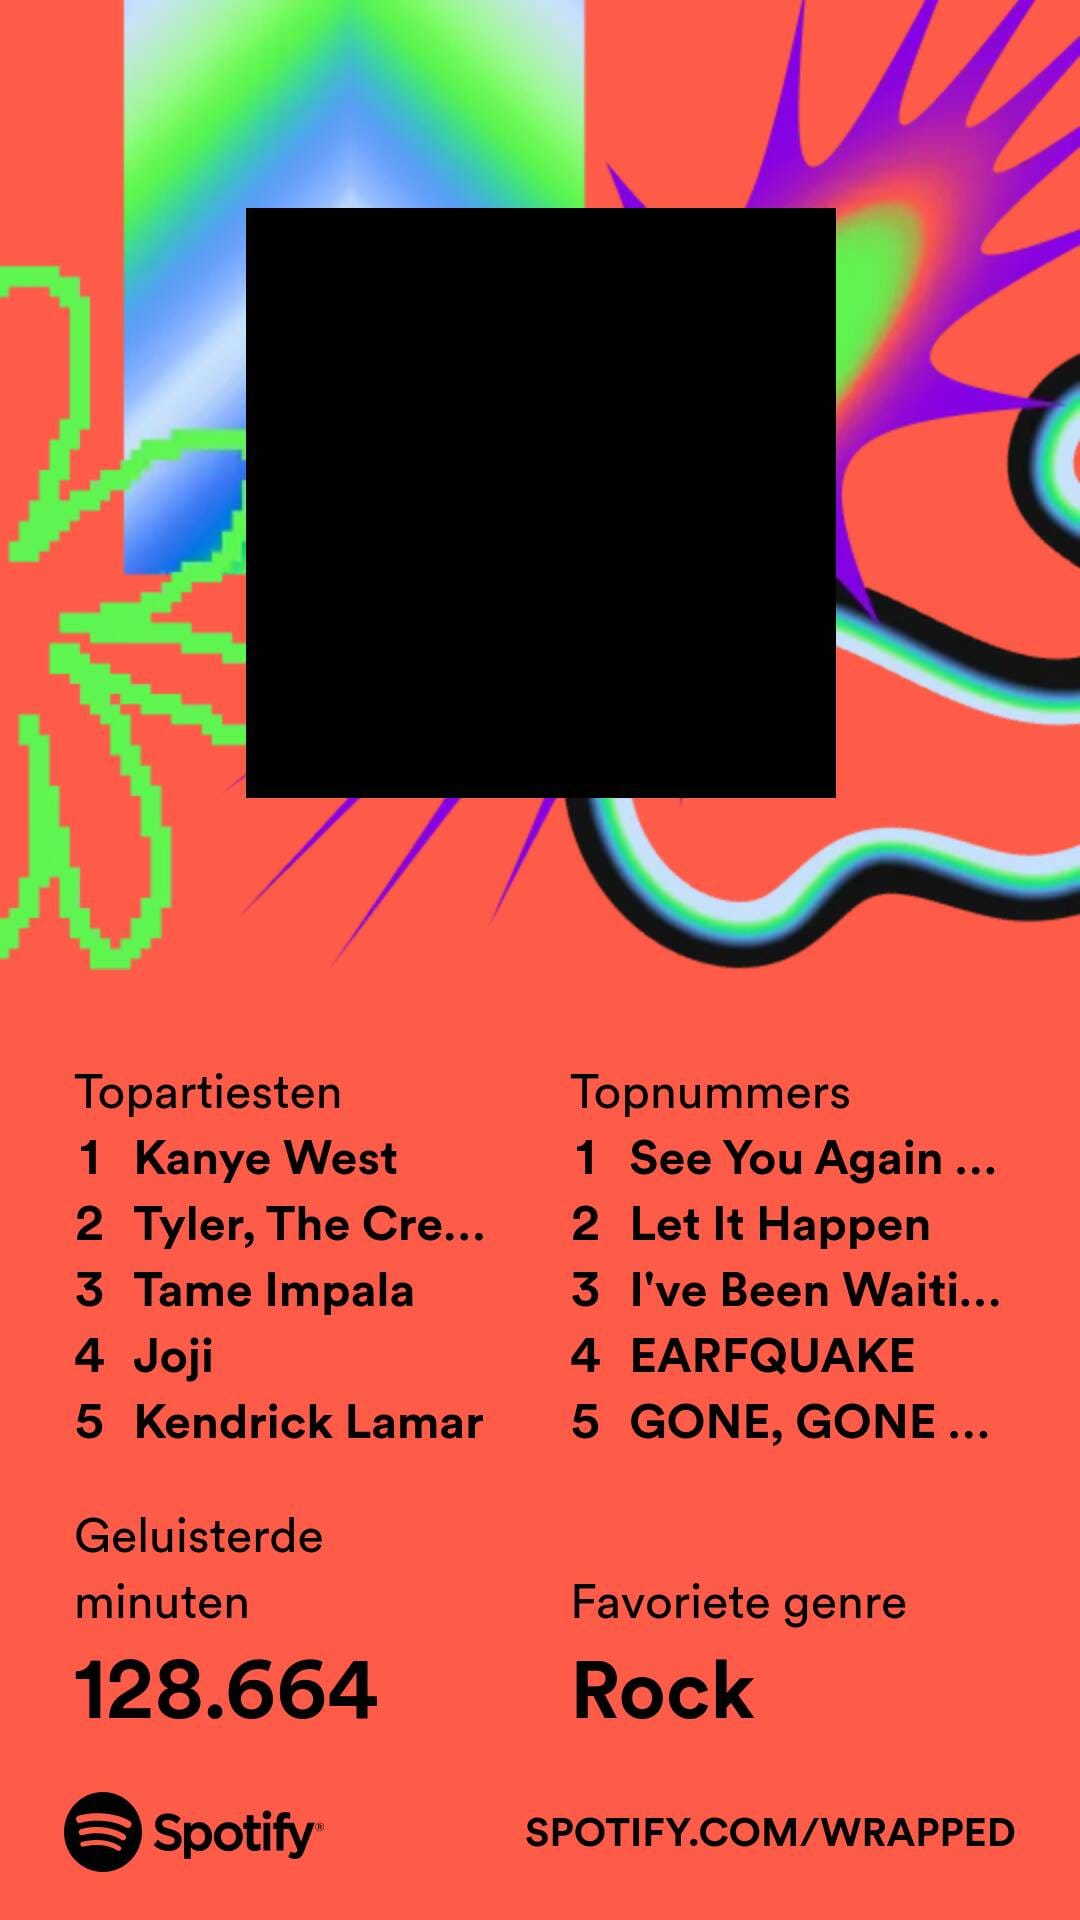 Topartiesten
1 Kanye West
2 Tyler, The Cre...
3 Tame Impala
4 Joji
5 Kendrick Lamar
Topnummers
1 See You Again ...
2 Let It Happen
3 I've Been Waiti...
4 EARFQUAKE
5 GONE, GONE ...
Geluisterde
minuten
128.664
Favoriete genre
Rock
Spotify®
SPOTIFY.COM/WRAPPED